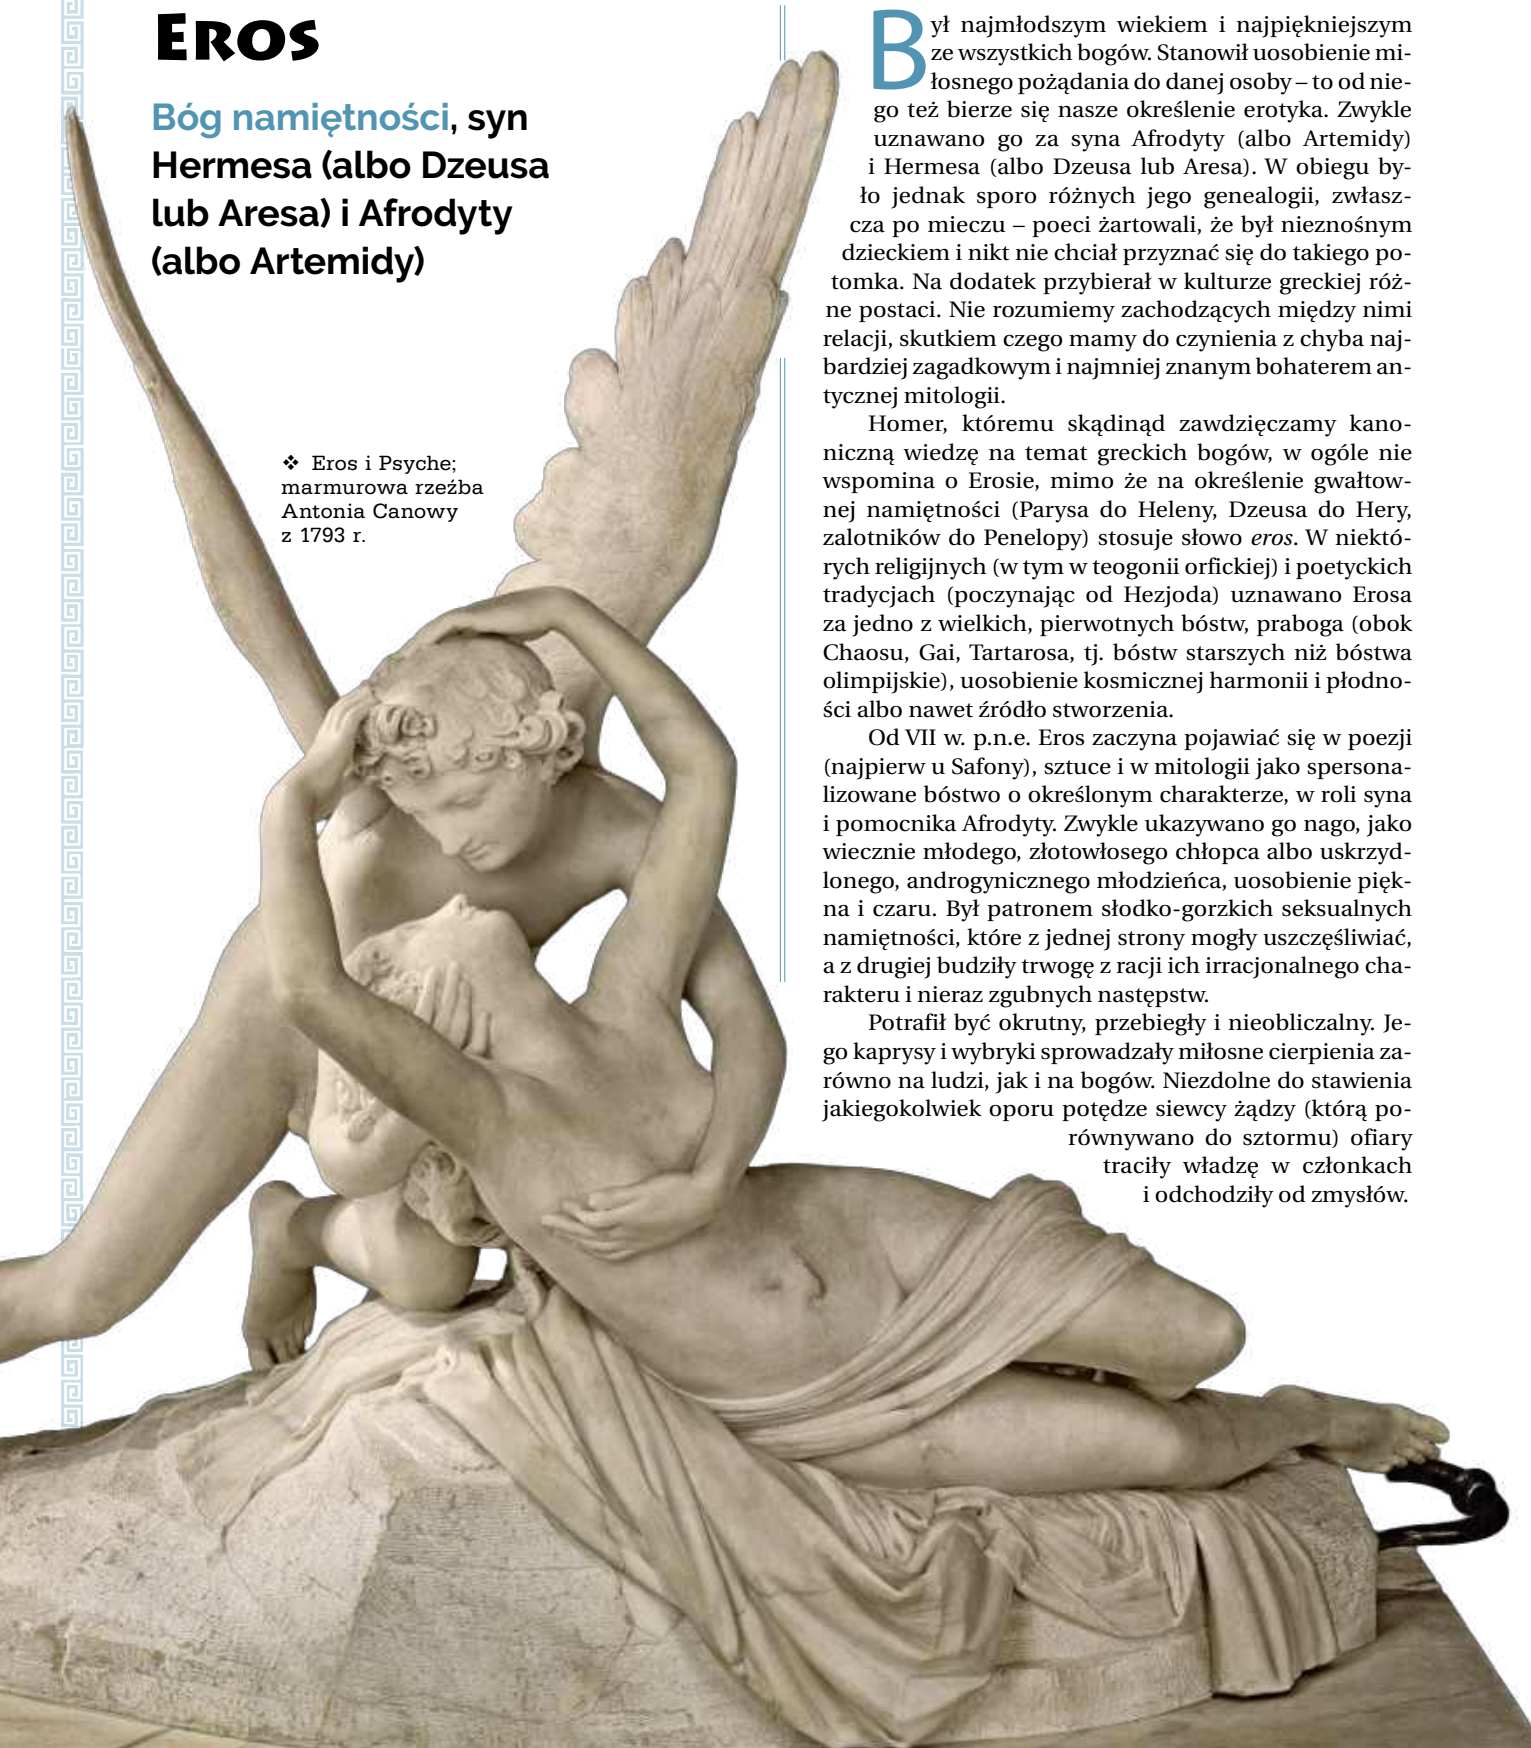 EROS
Bóg namiętności, syn
Hermesa (albo Dzeusa
lub Aresa) i Afrodyty
(albo Artemidy)
❖ Eros i Psyche;
marmurowa rzeźba
Antonia Canowy
z 1793 r.
Był najmłodszym wiekiem i najpiękniejszym
ze wszystkich bogów. Stanowił uosobienie mi-
łosnego pożądania do danej osoby – to od nie-
go też bierze się nasze określenie erotyka. Zwykle
uznawano go za syna Afrodyty (albo Artemidy)
i Hermesa (albo Dzeusa lub Aresa). W obiegu by-
ło jednak sporo różnych jego genealogii, zwłasz-
cza po mieczu – poeci żartowali, że był nieznośnym
dzieckiem i nikt nie chciał przyznać się do takiego po-
tomka. Na dodatek przybierał w kulturze greckiej róż-
ne postaci. Nie rozumiemy zachodzących między nimi
relacji, skutkiem czego mamy do czynienia z chyba naj-
bardziej zagadkowym i najmniej znanym bohaterem an-
tycznej mitologii.
Homer, któremu skądinąd zawdzięczamy kano-
niczną wiedzę na temat greckich bogów, w ogóle nie
wspomina o Erosie, mimo że na określenie gwałtow-
nej namiętności (Parysa do Heleny, Dzeusa do Hery,
zalotników do Penelopy) stosuje słowo eros. W niektó-
rych religijnych (w tym w teogonii orfickiej) i poetyckich
tradycjach (poczynając od Hezjoda) uznawano Erosa
za jedno z wielkich, pierwotnych bóstw, praboga (obok
Chaosu, Gai, Tartarosa, tj. bóstw starszych niż bóstwa
olimpijskie), uosobienie kosmicznej harmonii i płodno-
ści albo nawet źródło stworzenia.
Od VII w. p.n.e. Eros zaczyna pojawiać się w poezji
(najpierw u Safony), sztuce i w mitologii jako spersona-
lizowane bóstwo o określonym charakterze, w roli syna
i pomocnika Afrodyty. Zwykle ukazywano go nago, jako
wiecznie młodego, złotowłosego chłopca albo uskrzyd-
lonego, androgynicznego młodzieńca, uosobienie pięk-
na i czaru. Był patronem słodko-gorzkich seksualnych
namiętności, które z jednej strony mogły uszczęśliwiać,
a z drugiej budziły trwogę z racji ich irracjonalnego cha-
rakteru i nieraz zgubnych następstw.
Potrafił być okrutny, przebiegły i nieobliczalny. Je-
go kaprysy i wybryki sprowadzały miłosne cierpienia za-
równo na ludzi, jak i na bogów. Niezdolne do stawienia
jakiegokolwiek oporu potędze siewcy żądzy (którą po-
równywano do sztormu) ofiary
traciły władzę w członkach
i odchodziły od zmysłów.